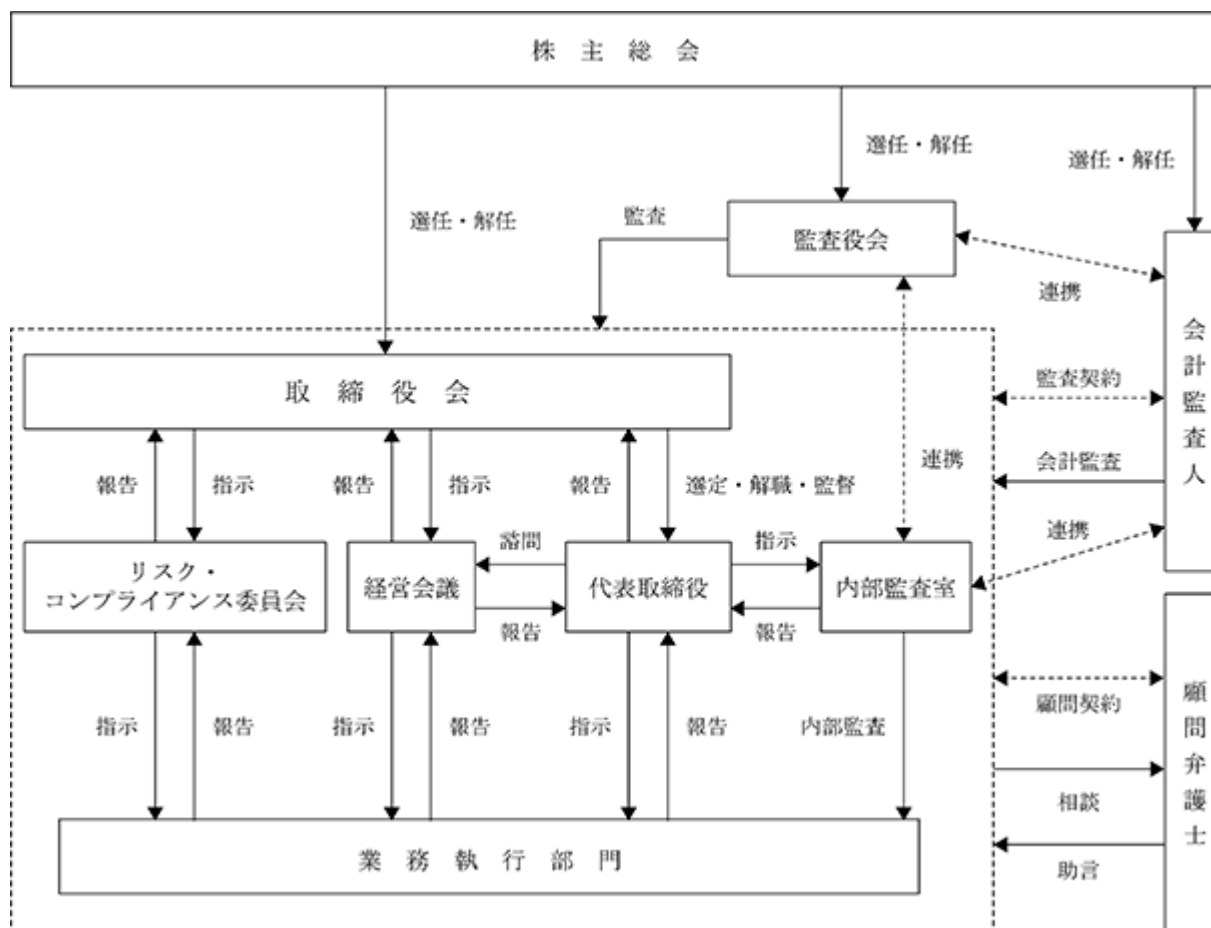 株主総会
選任・解任
選任・解任
選任・解任
監査
監査役会
連携
会計監査人
取締役会
監査契約
会計監査
連携
連携
報告
指示
報告
指示
報告
選定・解職・監督
リスク・
コンプライアンス委員会
経営会議
諮問
報告
代表取締役
指示
報告
内部監査室
指示
報告
指示
報告
指示
報告
内部監査
顧問契約
相談
助言
顧問弁護士
業務執行部門